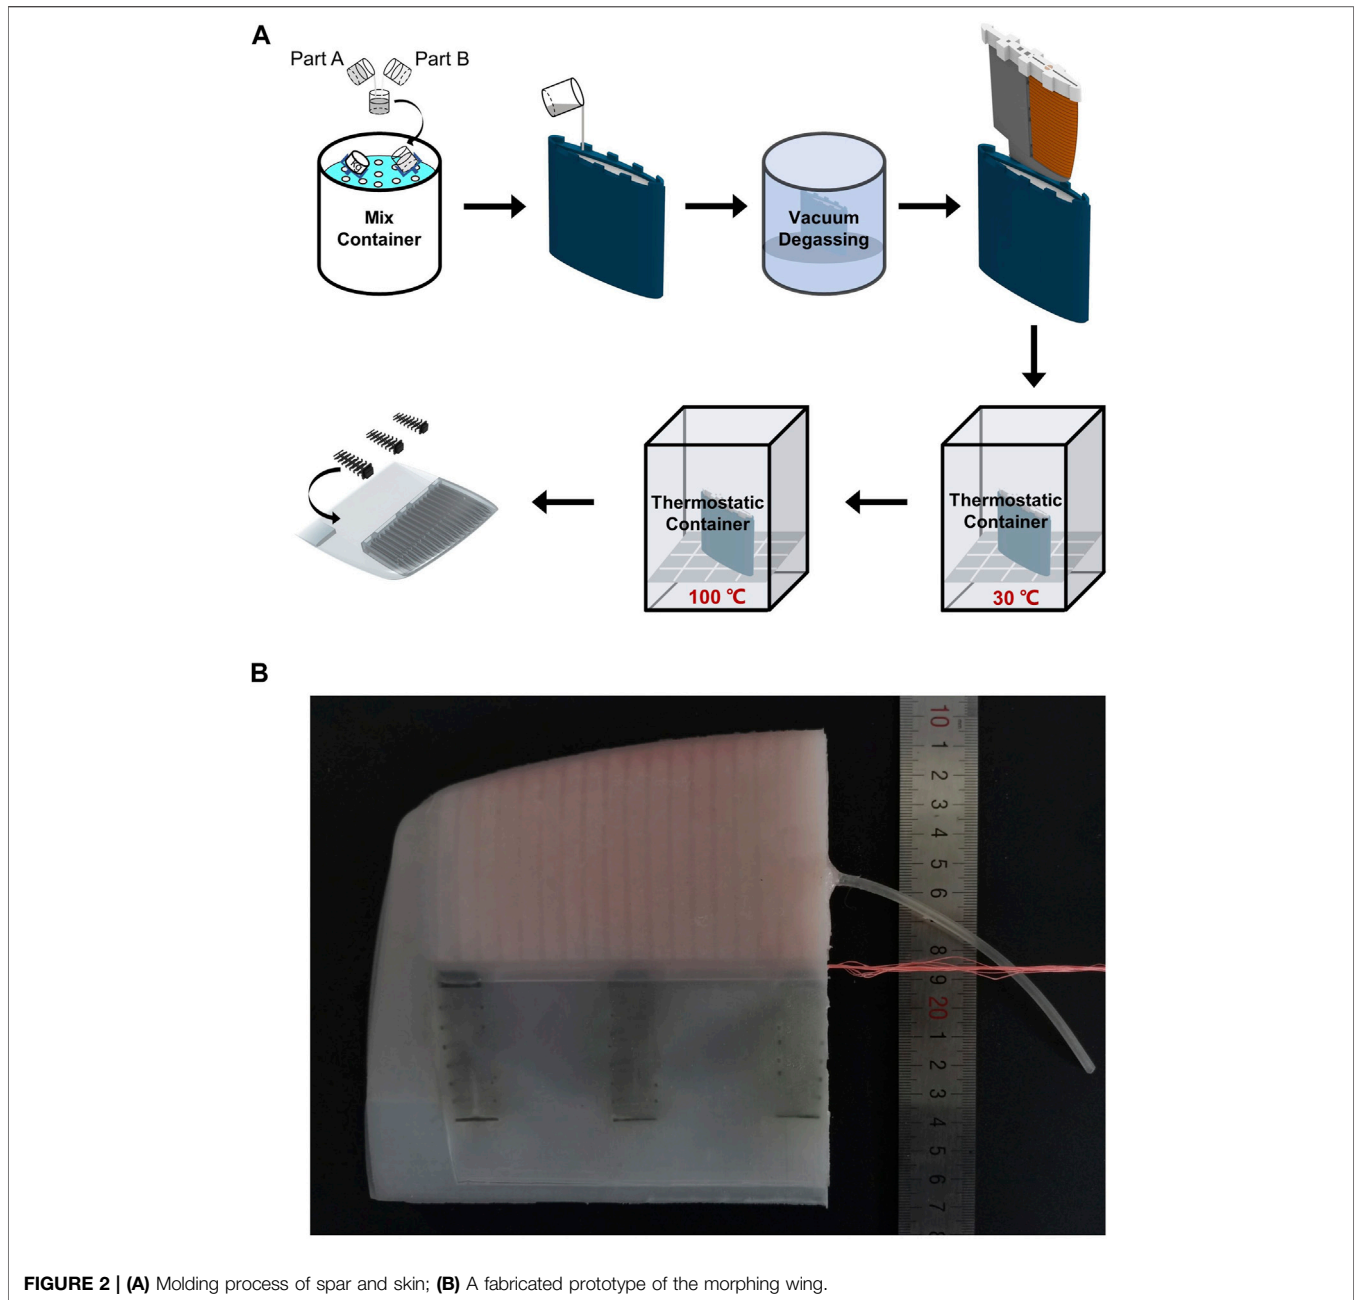 A
Part A
Part B
Mix
Container
Vacuum
Degassing
Thermostatic
Container
100 ℃
Thermostatic
Container
30 ℃
B
10
1
2
3
4
5
6
8
9
20
1
2
3
4
5
6
7
FIGURE 2 | (A) Molding process of spar and skin; (B) A fabricated prototype of the morphing wing.